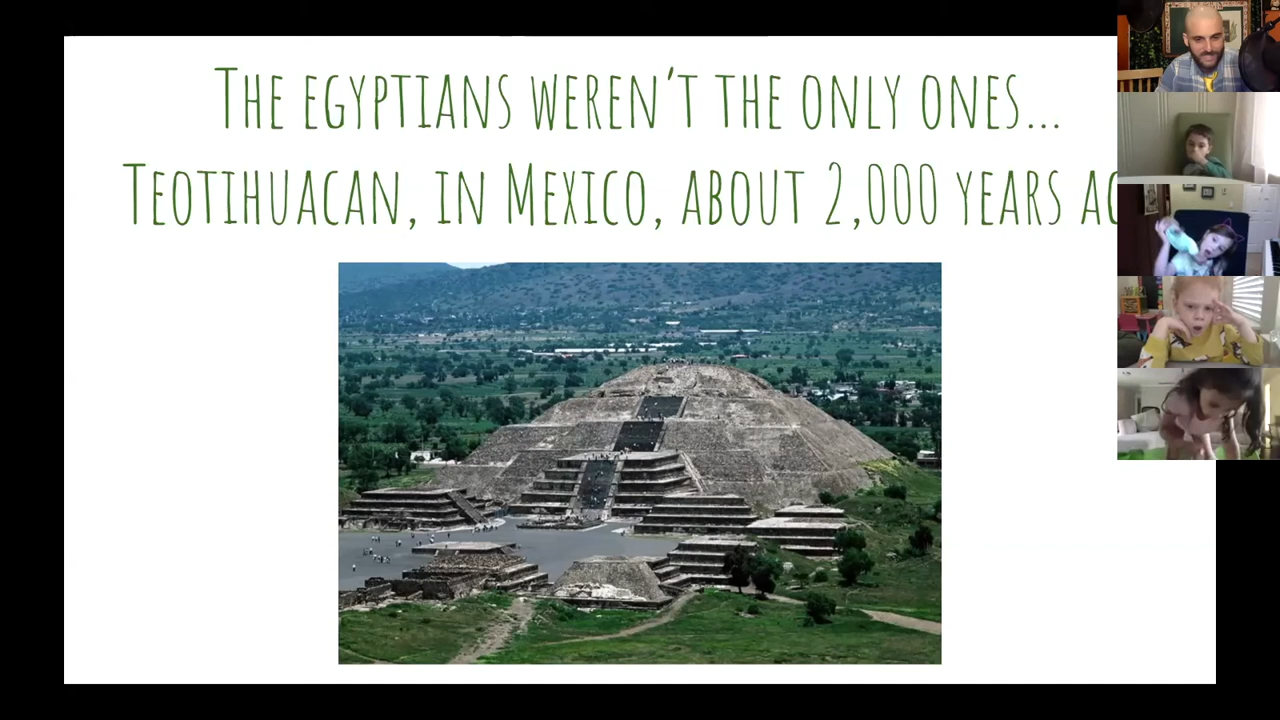 The Egyptians weren't the only ones...
Teotihuacan, in Mexico, about 2,000 years